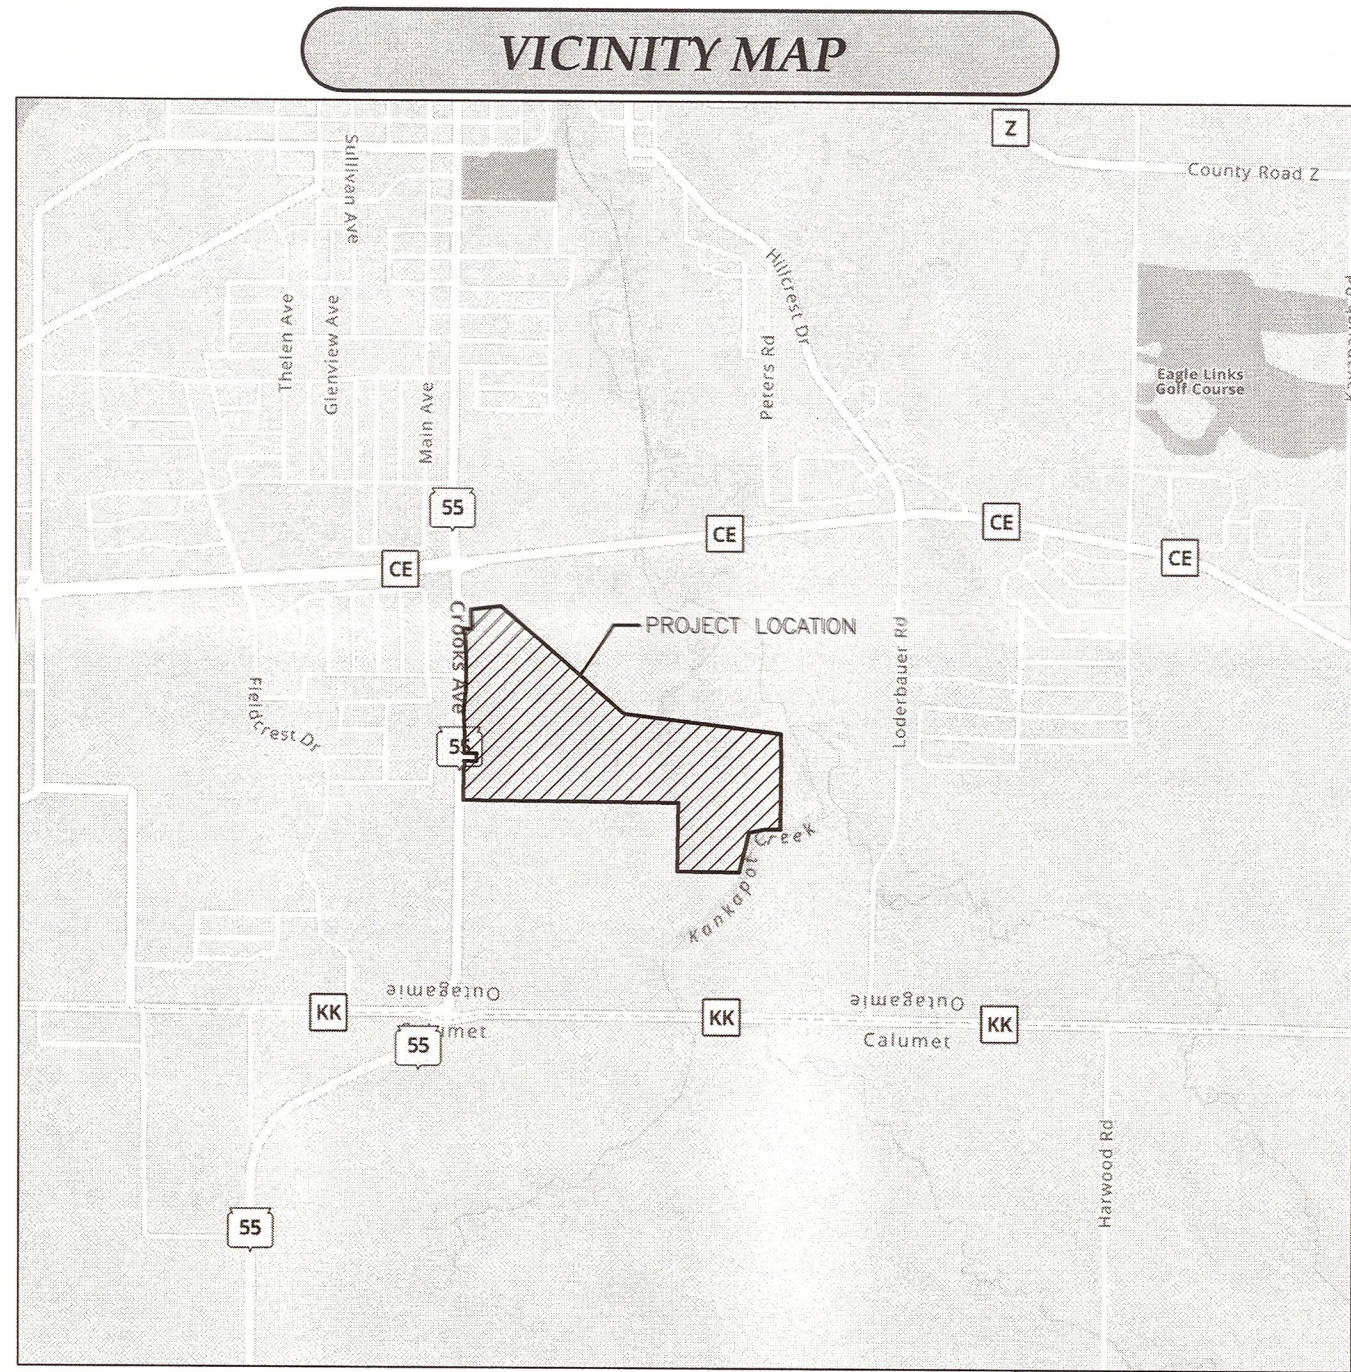 VICINITY MAP
Z
County Road Z
Sullivan Ave
Hillcrest Dr
Thelen Ave
Glenview Ave
Peters Rd
Main Ave
Eagle Links
Golf Course
55
CE
CE
CE
CE
Crooks Ave
PROJECT LOCATION
Loderbauer Rd
Fieldcrest Dr
55
Kankapot Creek
Outagamie
Outagamie
KK
KK
KK
Calumet
55
Harwood Rd
55